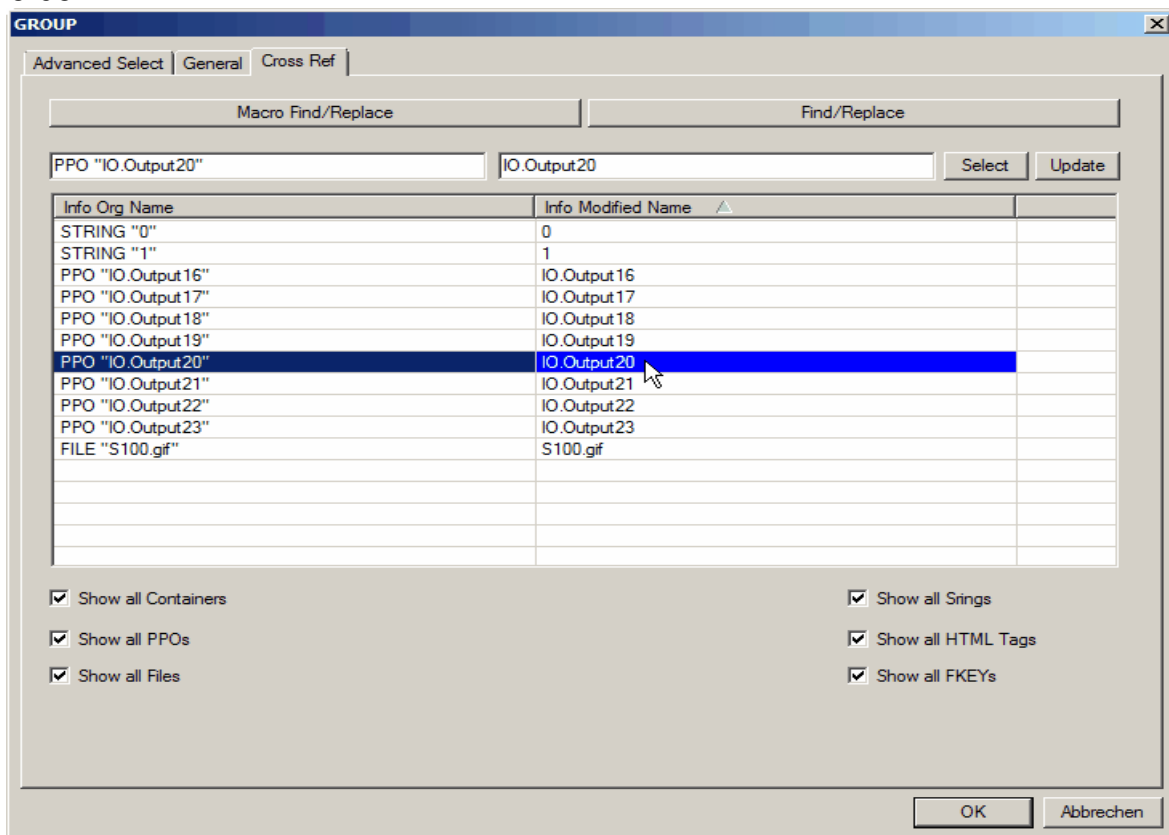 GROUP
Advanced Select General Cross Ref
Macro Find/Replace Find/Replace
PPO "IO.Output20" IO.Output20 Select Update
Info Org Name Info Modified Name
STRING "0" 0
STRING "1" 1
PPO "IO.Output16" IO.Output16
PPO "IO.Output17" IO.Output17
PPO "IO.Output18" IO.Output18
PPO "IO.Output19" IO.Output19
PPO "IO.Output20" IO.Output20
PPO "IO.Output21" IO.Output21
PPO "IO.Output22" IO.Output22
PPO "IO.Output23" IO.Output23
FILE "S100.gif" S100.gif
Show all Containers Show all Srings
Show all PPOs Show all HTML Tags
Show all Files Show all FKEYs
OK Abbrechen